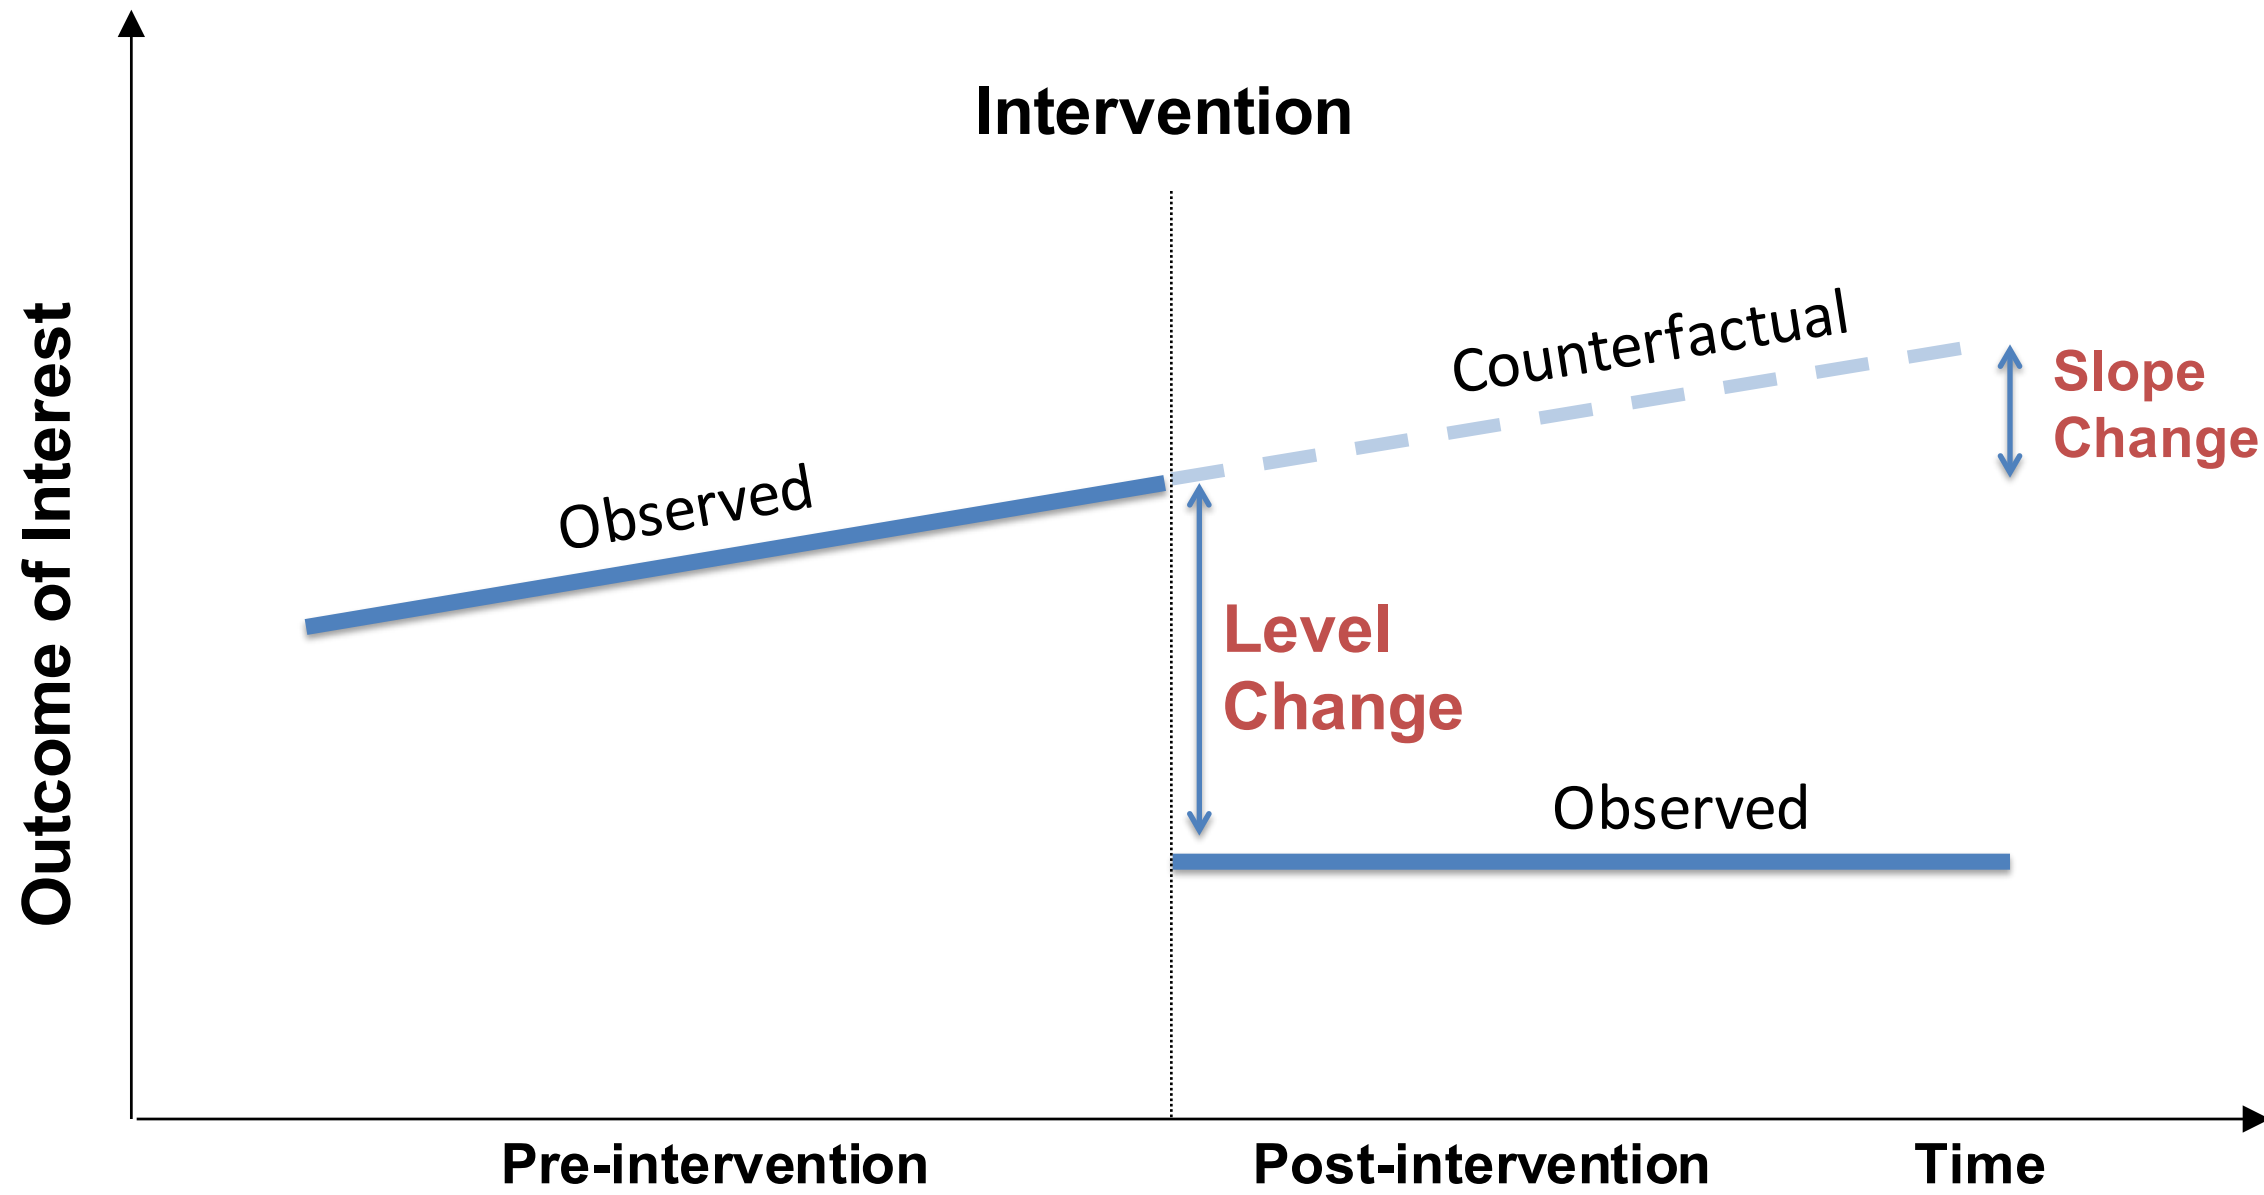 Intervention
Outcome of Interest
Observed
Counterfactual
Slope
Change
Level
Change
Observed
Pre-intervention
Post-intervention
Time